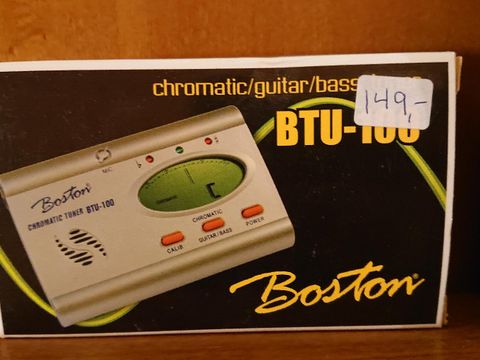 chromatic/guitar/bass
149,-
BTU-100
MIC
Boston
CHROMATIC TUNER BTU-100
C
CHROMATIC
CALIB
GUITAR/BASS
POWER
Boston®